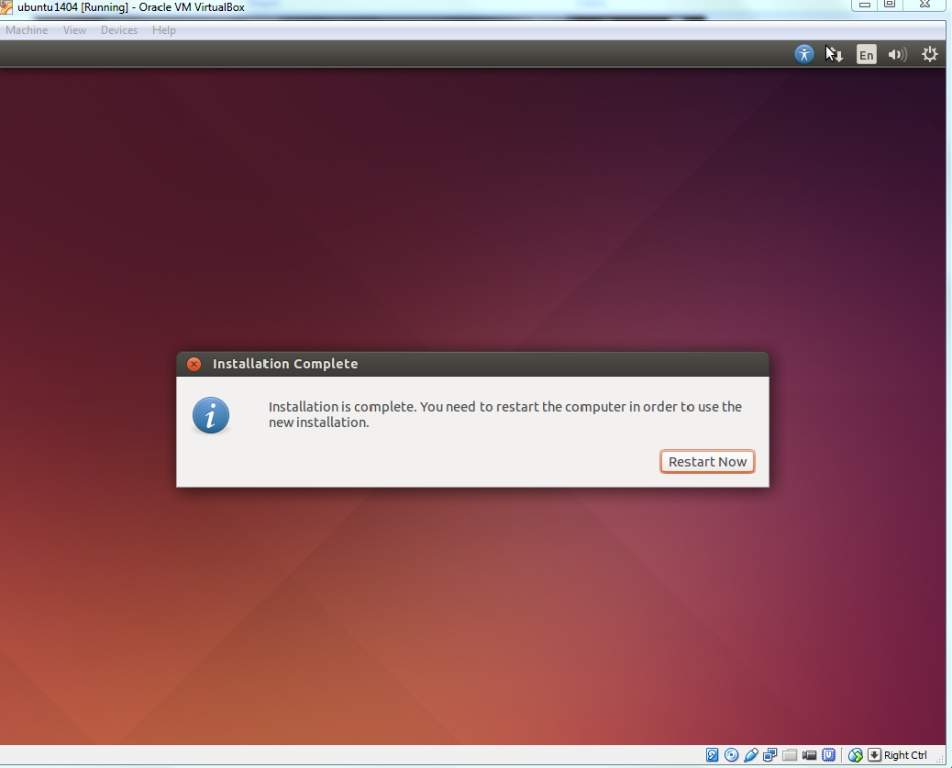 ubuntu1404 [Running] - Oracle VM VirtualBox
Machine View Devices Help
En
Installation Complete
Installation is complete. You need to restart the computer in order to use the
new installation.
Restart Now
Right Ctrl